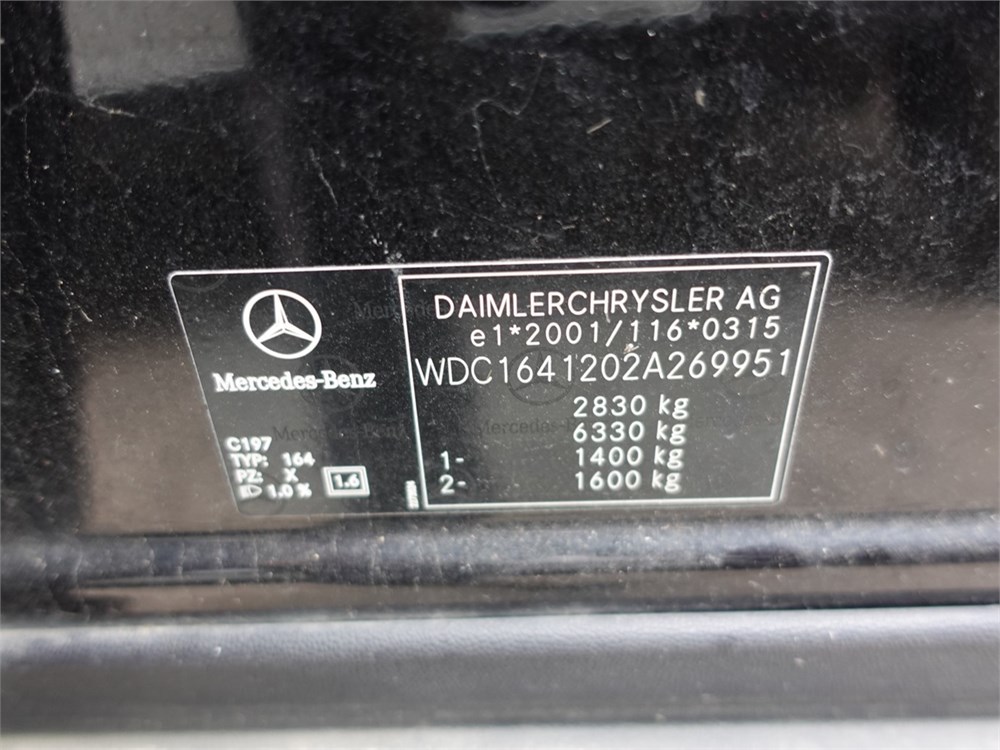 Mercedes-Benz
C197
TYP: 164
PZ: X
1.0 %
1.6
DAIMLERCHRYSLER AG
e1*2001/116*0315
WDC1641202A269951
2830 kg
6330 kg
1- 1400 kg
2- 1600 kg